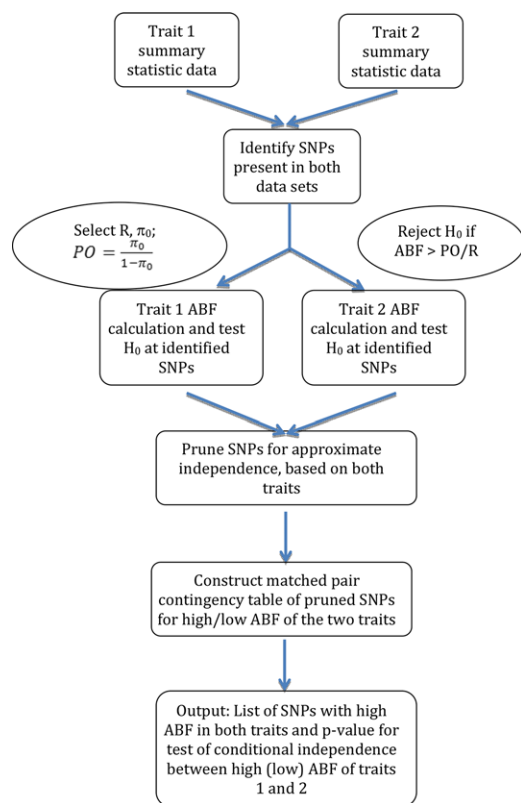 Trait 1
summary
statistic data
Trait 2
summary
statistic data
Identify SNPs
present in both
data sets
Select R, π₀;
PO = π₀ / 1−π₀
Reject H₀ if
ABF > PO/R
Trait 1 ABF
calculation and test
H₀ at identified
SNPs
Trait 2 ABF
calculation and test
H₀ at identified
SNPs
Prune SNPs for approximate
independence, based on both
traits
Construct matched pair
contingency table of pruned SNPs
for high/low ABF of the two traits
Output: List of SNPs with high
ABF in both traits and p-value for
test of conditional independence
between high (low) ABF of traits
1 and 2